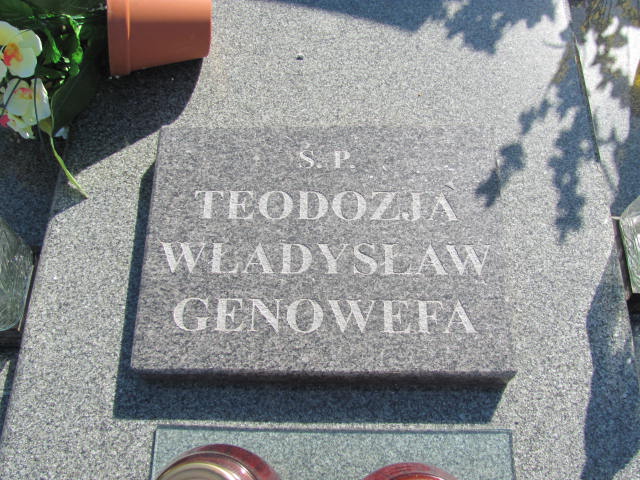 Ś. P.
TEODOZJA
WŁADYSŁAW
GENOWEFA